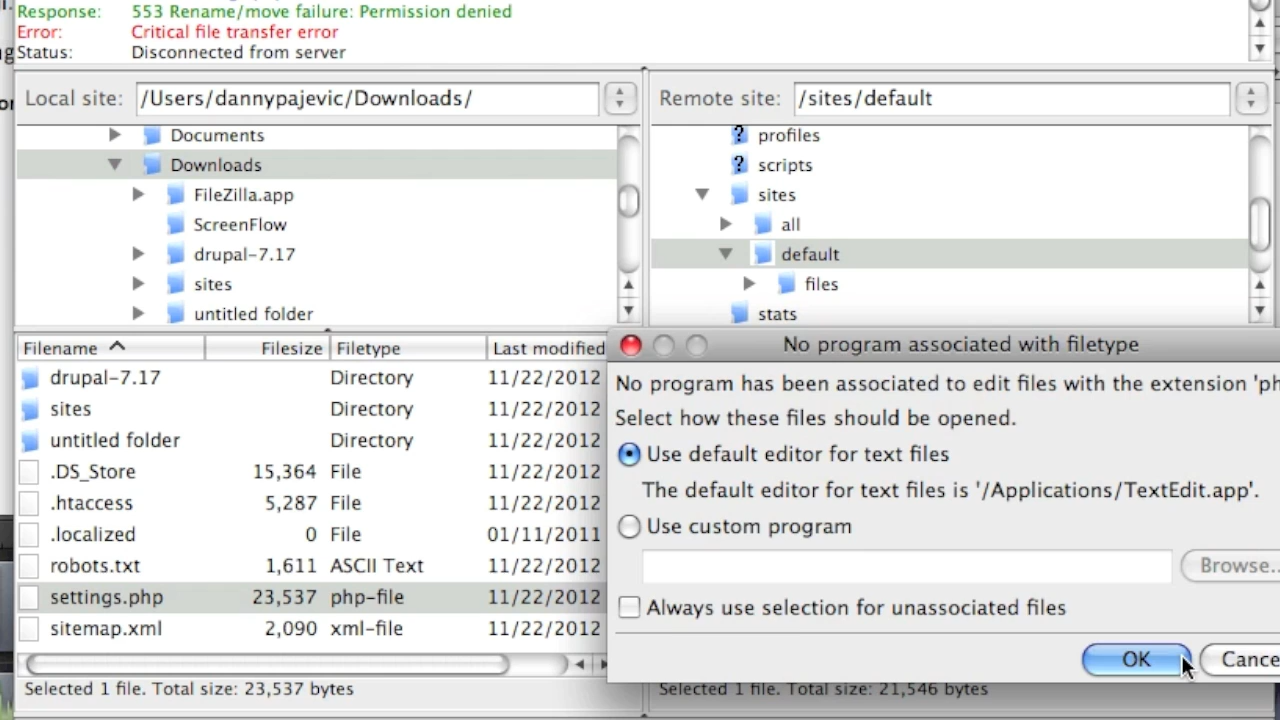 Response: 553 Rename/move failure: Permission denied
Error: Critical file transfer error
Status: Disconnected from server
Local site: /Users/dannypajevic/Downloads/
Remote site: /sites/default
Documents
Downloads
FileZilla.app
ScreenFlow
drupal-7.17
sites
untitled folder
profiles
scripts
sites
all
default
files
stats
Filename Filesize Filetype Last modified
drupal-7.17 Directory 11/22/2012
sites Directory 11/22/2012
untitled folder Directory 11/22/2012
.DS_Store 15,364 File 11/22/2012
.htaccess 5,287 File 11/22/2012
.localized 0 File 01/11/2011
robots.txt 1,611 ASCII Text 11/22/2012
settings.php 23,537 php-file 11/22/2012
sitemap.xml 2,090 xml-file 11/22/2012
Selected 1 file. Total size: 23,537 bytes
No program associated with filetype
No program has been associated to edit files with the extension 'ph
Select how these files should be opened.
Use default editor for text files
The default editor for text files is '/Applications/TextEdit.app'.
Use custom program
Browse..
Always use selection for unassociated files
OK Cance
Selected 1 file. Total size: 21,546 bytes